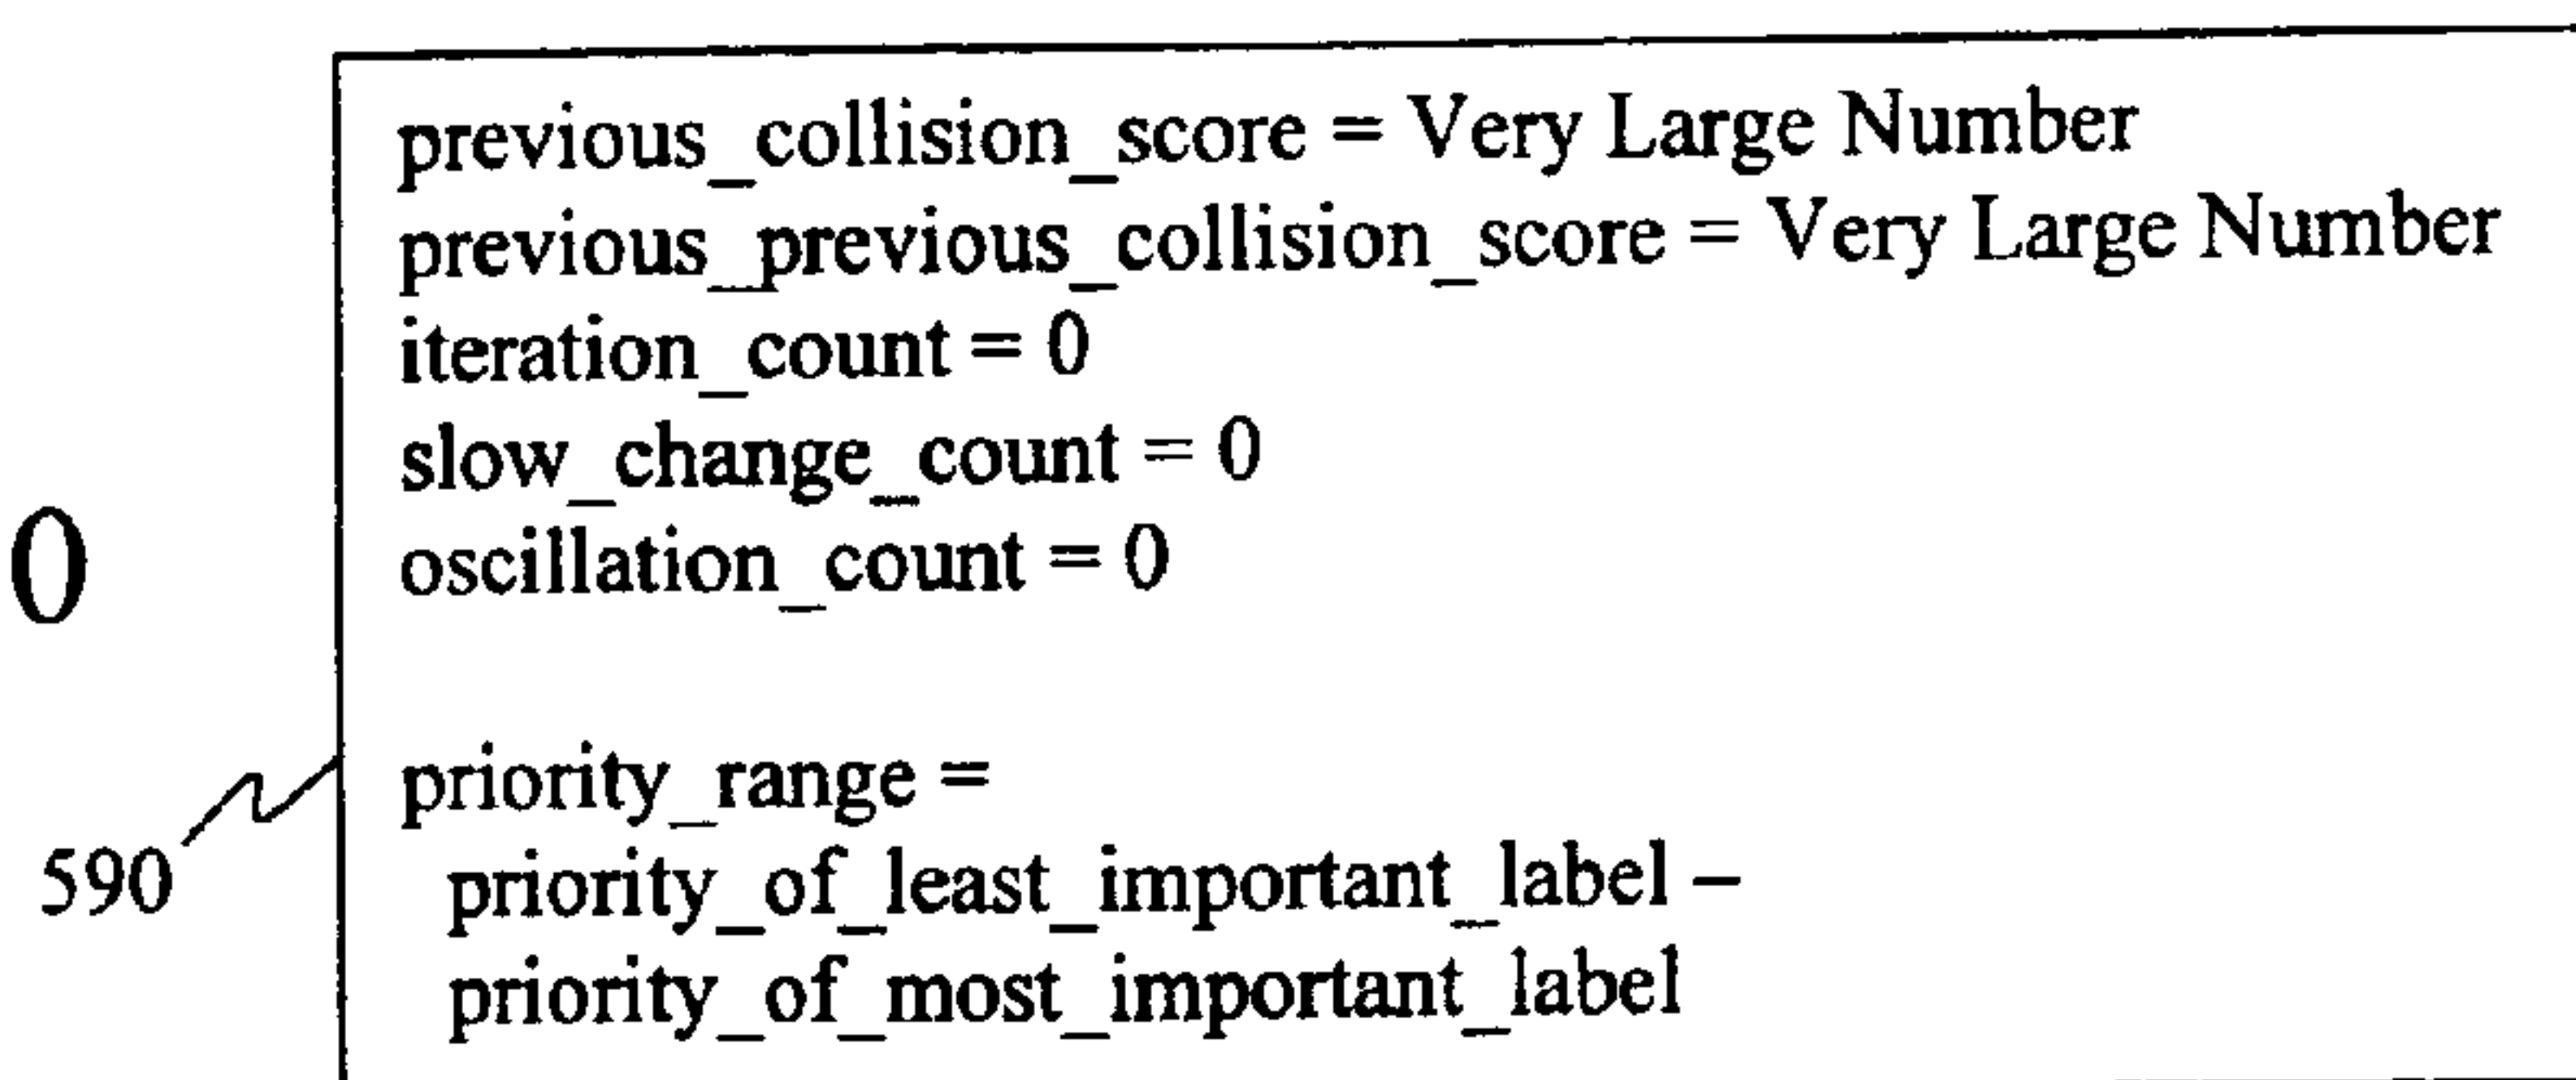 previous_collision_score = Very Large Number
previous_previous_collision_score = Very Large Number
iteration_count = 0
slow_change_count = 0
oscillation_count = 0
0
priority_range =
priority_of_least_important_label –
priority_of_most_important_label
590